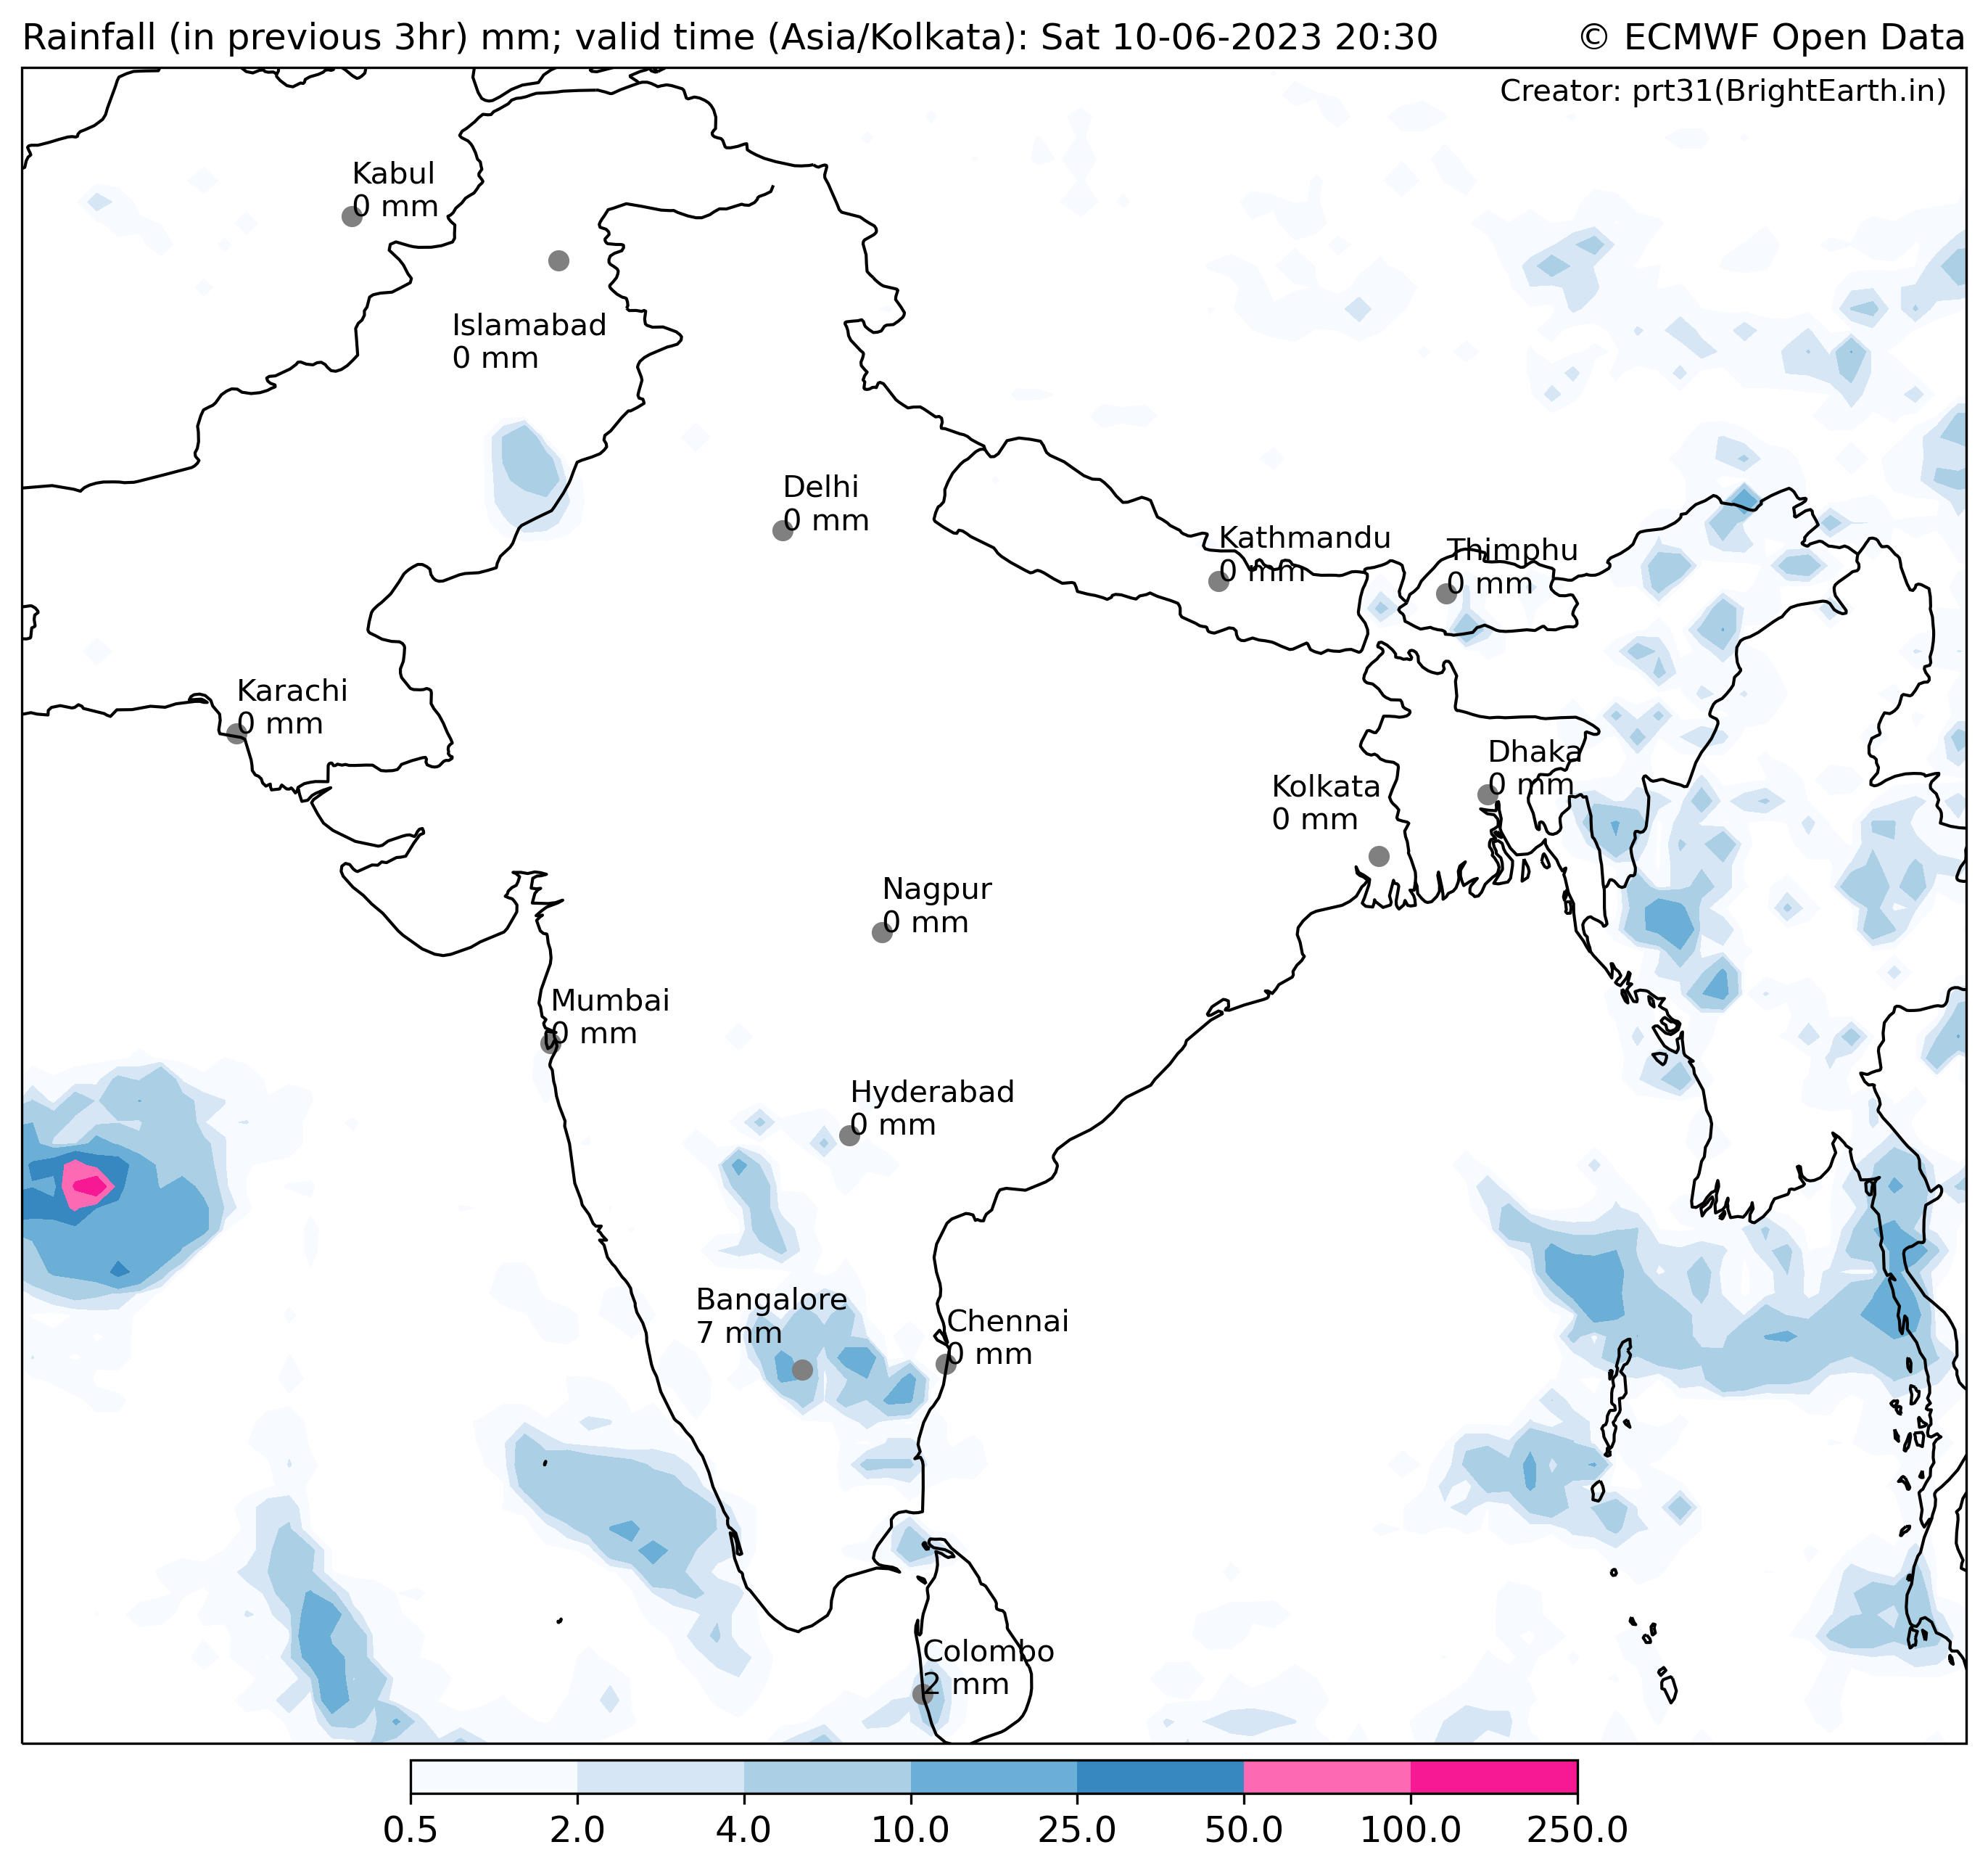 Rainfall (in previous 3hr) mm; valid time (Asia/Kolkata): Sat 10-06-2023 20:30
© ECMWF Open Data
Creator: prt31(BrightEarth.in)
Kabul
0 mm
Islamabad
0 mm
Delhi
0 mm
Kathmandu
0 mm
Thimphu
0 mm
Karachi
0 mm
Dhaka
0 mm
Kolkata
0 mm
Nagpur
0 mm
Mumbai
0 mm
Hyderabad
0 mm
Bangalore
7 mm
Chennai
0 mm
Colombo
2 mm
0.5 2.0 4.0 10.0 25.0 50.0 100.0 250.0